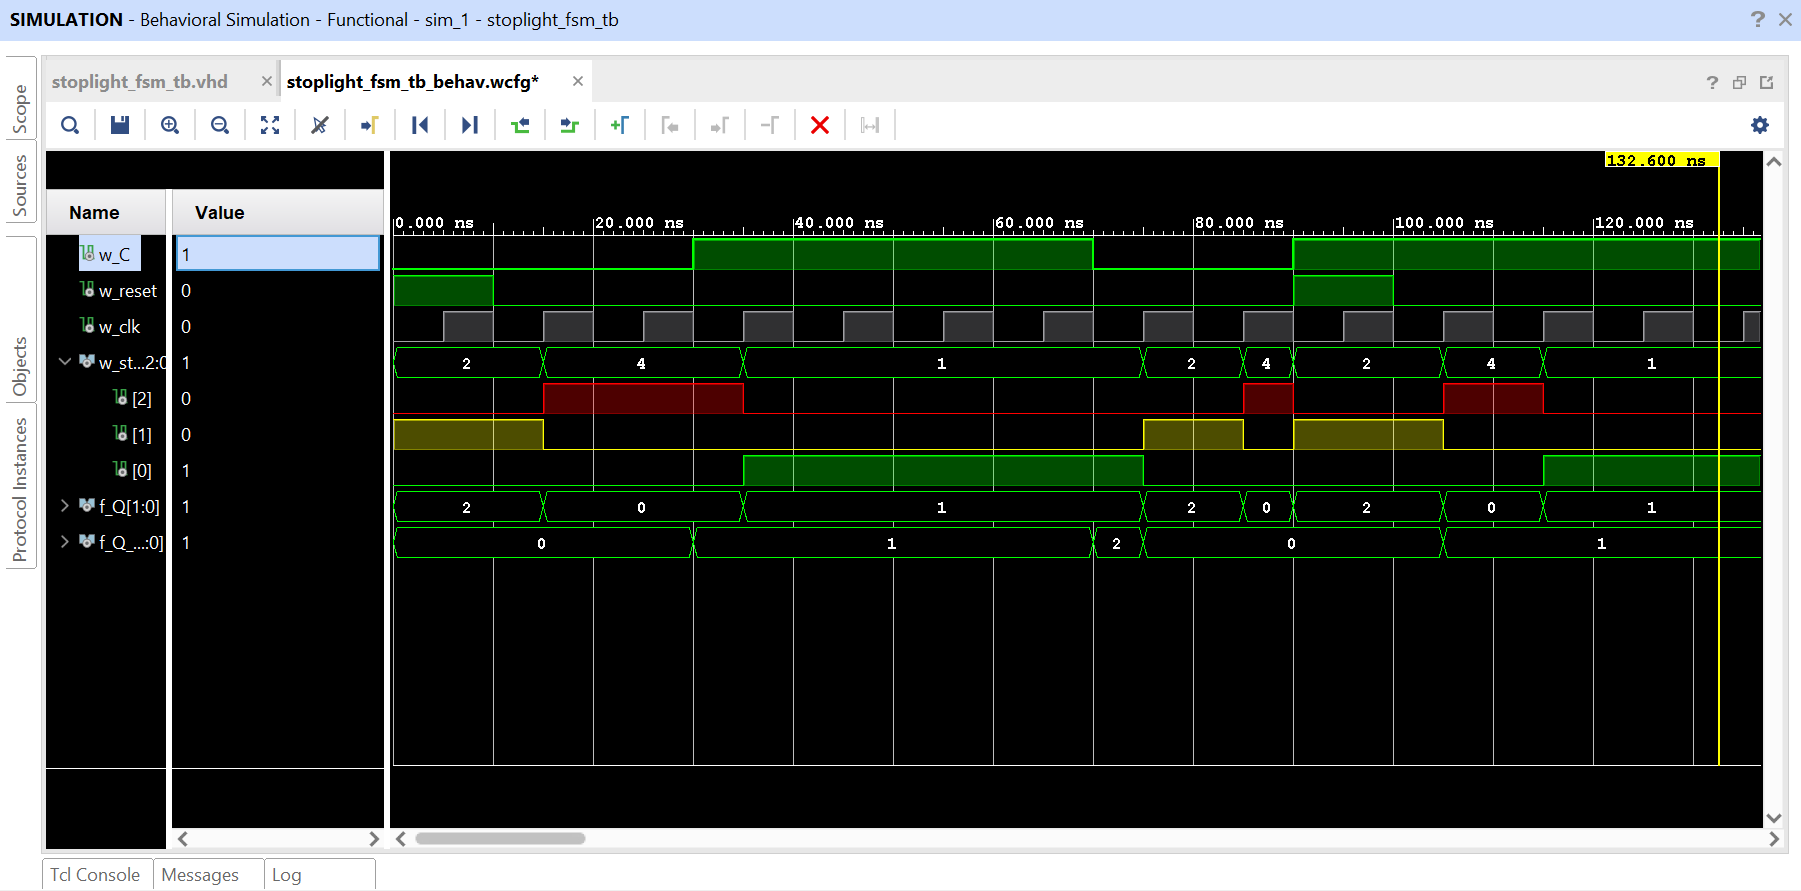 SIMULATION - Behavioral Simulation - Functional - sim_1 - stoplight_fsm_tb
? ×
Scope
Sources
Objects
Protocol Instances
stoplight_fsm_tb.vhd ×
stoplight_fsm_tb_behav.wcfg* ×
?
132.600 ns
Name Value
0.000 ns 20.000 ns 40.000 ns 60.000 ns 80.000 ns 100.000 ns 120.000 ns
w_C 1
w_reset 0
w_clk 0
w_st...2:0 1 2 4 1 2 4 2 4 1
[2] 0
[1] 0
[0] 1
f_Q[1:0] 1 2 0 1 2 0 2 0 1
f_Q_...:0] 1 0 1 2 0 1
Tcl Console Messages Log